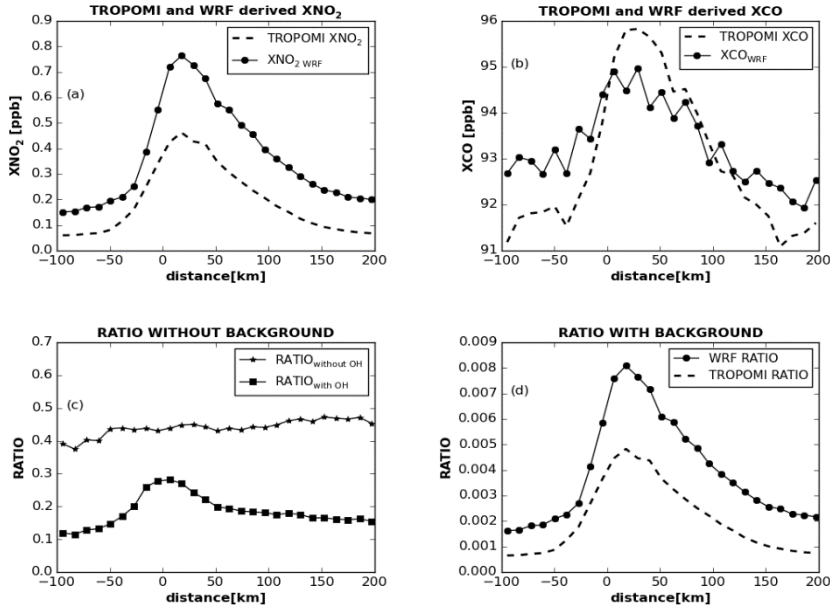 TROPOMI and WRF derived XNO₂
0.9
0.8
0.7
0.6
0.5
0.4
0.3
0.2
0.1
0.0
XNO₂ [ppb]
(a)
TROPOMI XNO₂
XNO₂ WRF
−100 −50 0 50 100 150 200
distance[km]
TROPOMI and WRF derived XCO
96
95
94
93
92
91
XCO [ppb]
(b)
TROPOMI XCO
XCO WRF
−100 −50 0 50 100 150 200
distance[km]
RATIO WITHOUT BACKGROUND
0.7
0.6
0.5
0.4
0.3
0.2
0.1
0.0
RATIO
(c)
RATIO without OH
RATIO with OH
−100 −50 0 50 100 150 200
distance[km]
RATIO WITH BACKGROUND
0.009
0.008
0.007
0.006
0.005
0.004
0.003
0.002
0.001
0.000
RATIO
(d)
WRF RATIO
TROPOMI RATIO
−100 −50 0 50 100 150 200
distance[km]